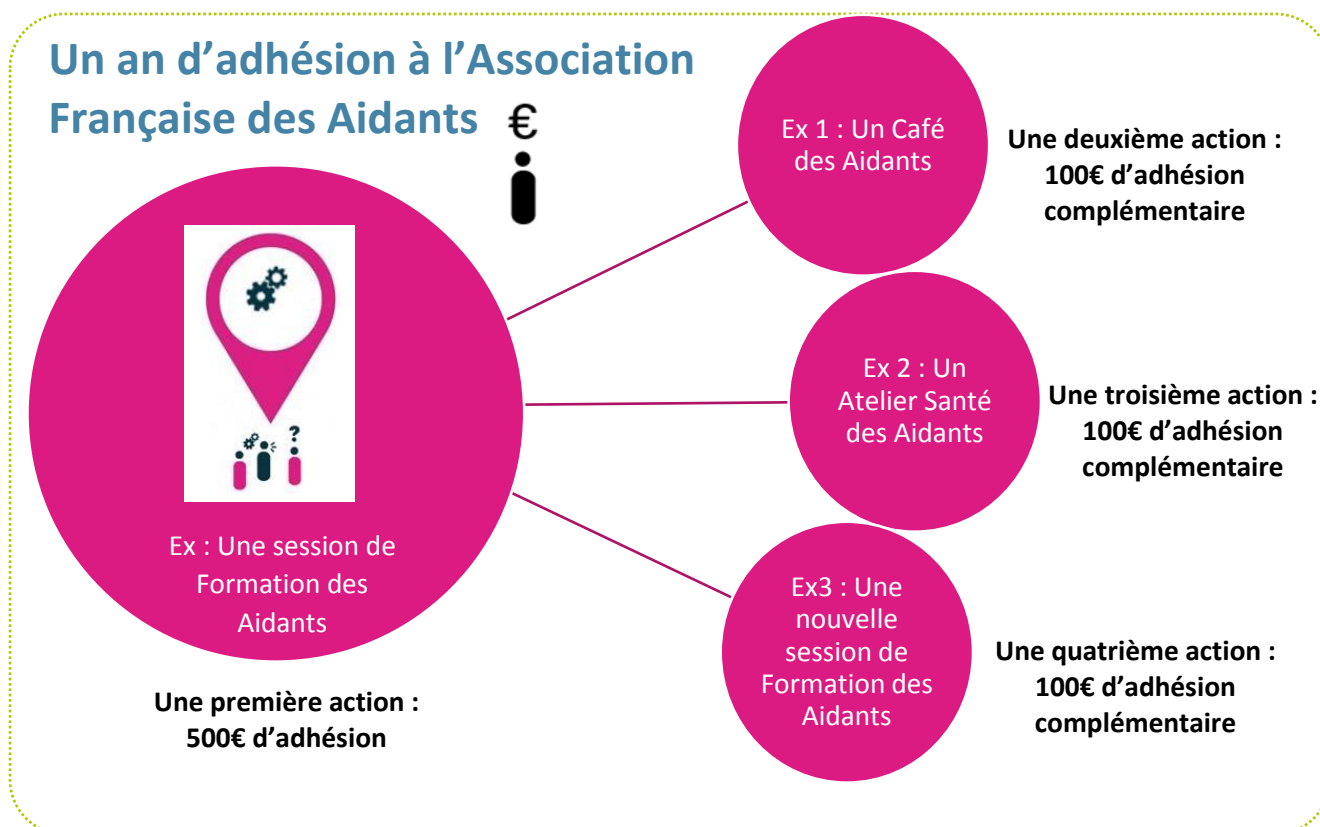 Un an d’adhésion à l’Association
Française des Aidants
€
?
Ex : Une session de
Formation des
Aidants
Une première action :
500€ d’adhésion
Ex 1 : Un Café
des Aidants
Une deuxième action :
100€ d’adhésion
complémentaire
Ex 2 : Un
Atelier Santé
des Aidants
Une troisième action :
100€ d’adhésion
complémentaire
Ex3 : Une
nouvelle
session de
Formation des
Aidants
Une quatrième action :
100€ d’adhésion
complémentaire